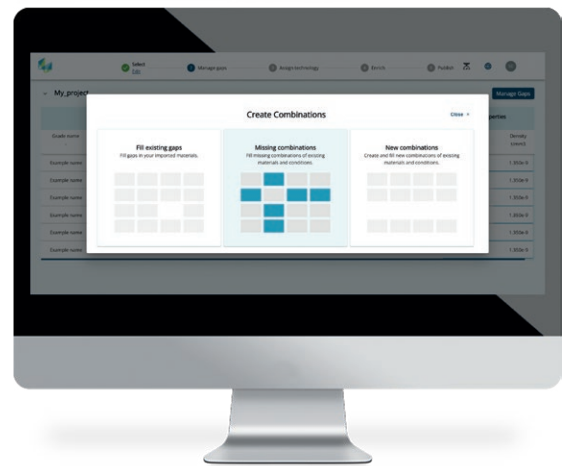 Select
Edit
Manage gaps
Assign technology
Enrich
Publish
My_project
Manage Gaps
Create Combinations
Close ×
Fill existing gaps
Fill gaps in your imported materials.
Missing combinations
Fill missing combinations of existing
materials and conditions.
New combinations
Create and fill new combinations of existing
materials and conditions.
Grade name
Density
Example name
Example name
Example name
Example name
Example name
Example name